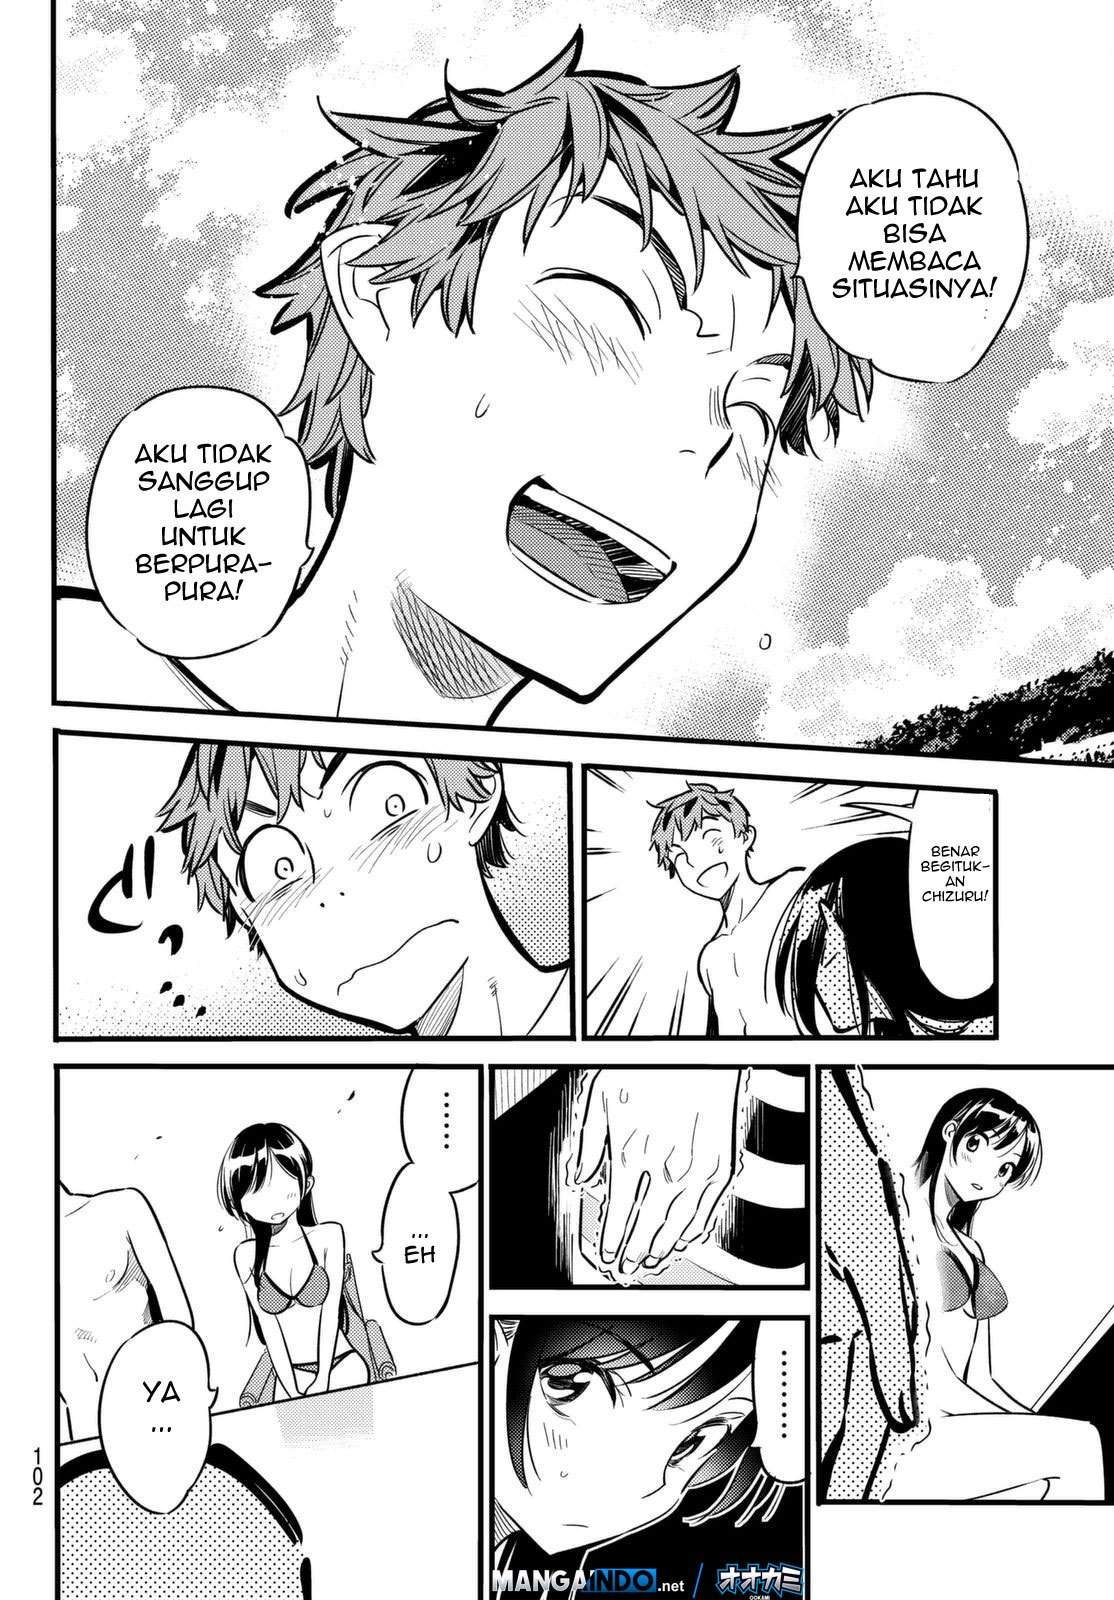 AKU TAHU
AKU TIDAK
BISA
MEMBACA
SITUASINYA!
AKU TIDAK
SANGGUP
LAGI
UNTUK
BERPURA-
PURA!
BENAR
BEGITUK-
AN
CHIZURU!
...
EH
YA
...
102
MANGAINDO.net / オオカミ
OOKAMI